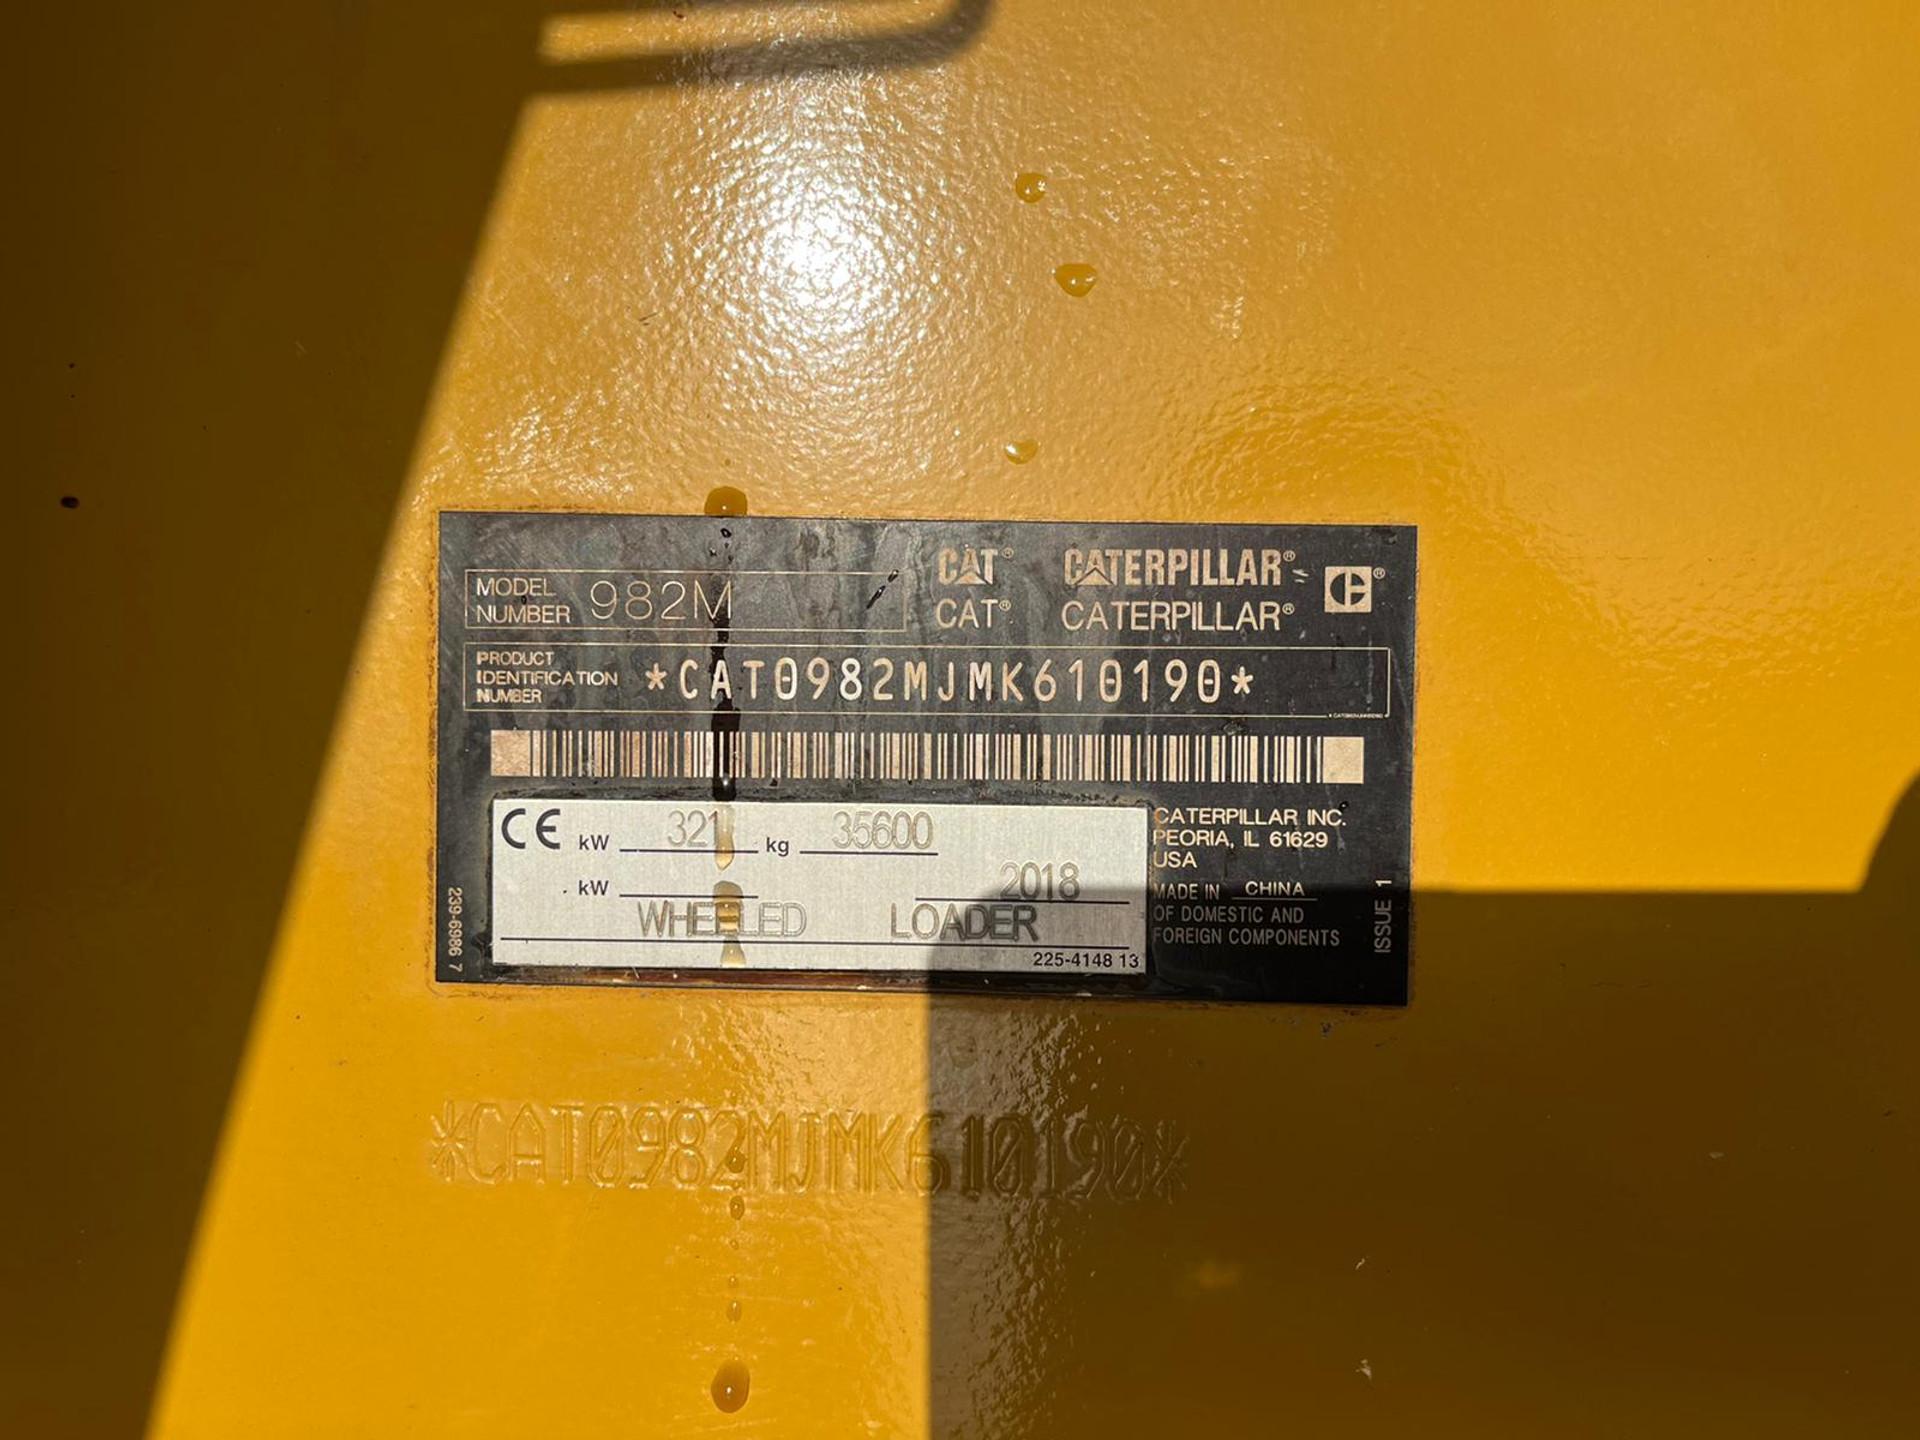 CAT® CATERPILLAR®
MODEL NUMBER 982M CAT® CATERPILLAR®
PRODUCT IDENTIFICATION NUMBER *CAT0982MJMK610190*
CE kW 321 kg 35600
kW 2018
WHEELED LOADER
225-4148 13
CATERPILLAR INC.
PEORIA, IL 61629
USA
MADE IN CHINA
OF DOMESTIC AND
FOREIGN COMPONENTS
239-6986 7
ISSUE 1
*CAT0982MJMK610190*